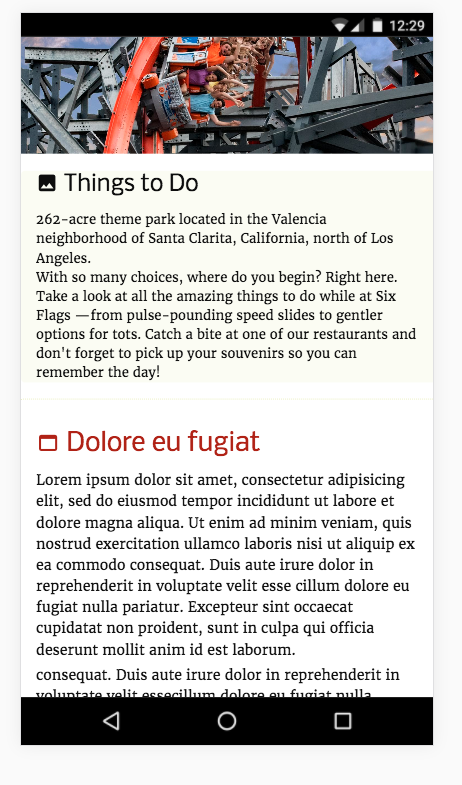 12:29
Things to Do
262-acre theme park located in the Valencia
neighborhood of Santa Clarita, California, north of Los
Angeles.
With so many choices, where do you begin? Right here.
Take a look at all the amazing things to do while at Six
Flags —from pulse-pounding speed slides to gentler
options for tots. Catch a bite at one of our restaurants and
don't forget to pick up your souvenirs so you can
remember the day!
Dolore eu fugiat
Lorem ipsum dolor sit amet, consectetur adipisicing
elit, sed do eiusmod tempor incididunt ut labore et
dolore magna aliqua. Ut enim ad minim veniam, quis
nostrud exercitation ullamco laboris nisi ut aliquip ex
ea commodo consequat. Duis aute irure dolor in
reprehenderit in voluptate velit esse cillum dolore eu
fugiat nulla pariatur. Excepteur sint occaecat
cupidatat non proident, sunt in culpa qui officia
deserunt mollit anim id est laborum.
consequat. Duis aute irure dolor in reprehenderit in
voluptate velit essecillum dolore eu fugiat nulla